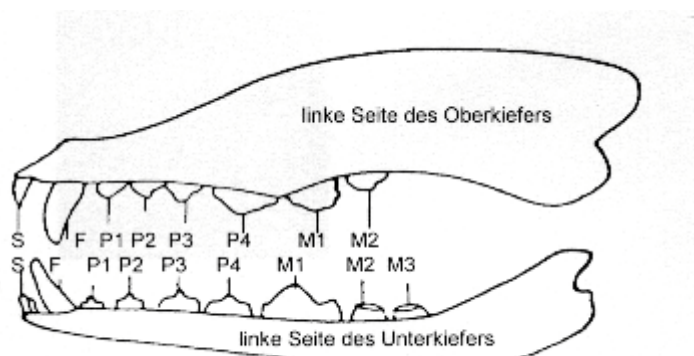 linke Seite des Oberkiefers
S F P1 P2 P3 P4 M1 M2
S F P1 P2 P3 P4 M1 M2 M3
linke Seite des Unterkiefers